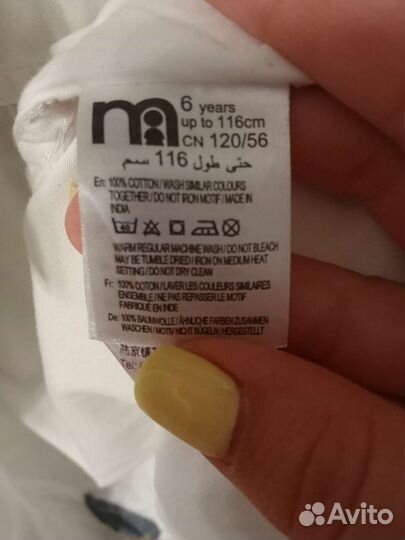 m
6 years
up to 116cm
CN 120/56
حتى طول 116 سم
En: 100% COTTON / WASH SIMILAR COLOURS
TOGETHER / DO NOT IRON MOTIF / MADE IN
INDIA
40
WARM REGULAR MACHINE WASH / DO NOT BLEACH
MAY BE TUMBLE DRIED / IRON ON MEDIUM HEAT
SETTING / DO NOT DRY CLEAN
Fr: 100% COTON / LAVER LES COULEURS SIMILAIRES
ENSEMBLE / NE PAS REPASSER LE MOTIF
FABRIQUÉ EN INDE
De: 100% BAUMWOLLE / ÄHNLICHE FARBEN ZUSAMMEN
WASCHEN / MOTIV NICHT BÜGELN / HERGESTELLT
Tel:
Avito